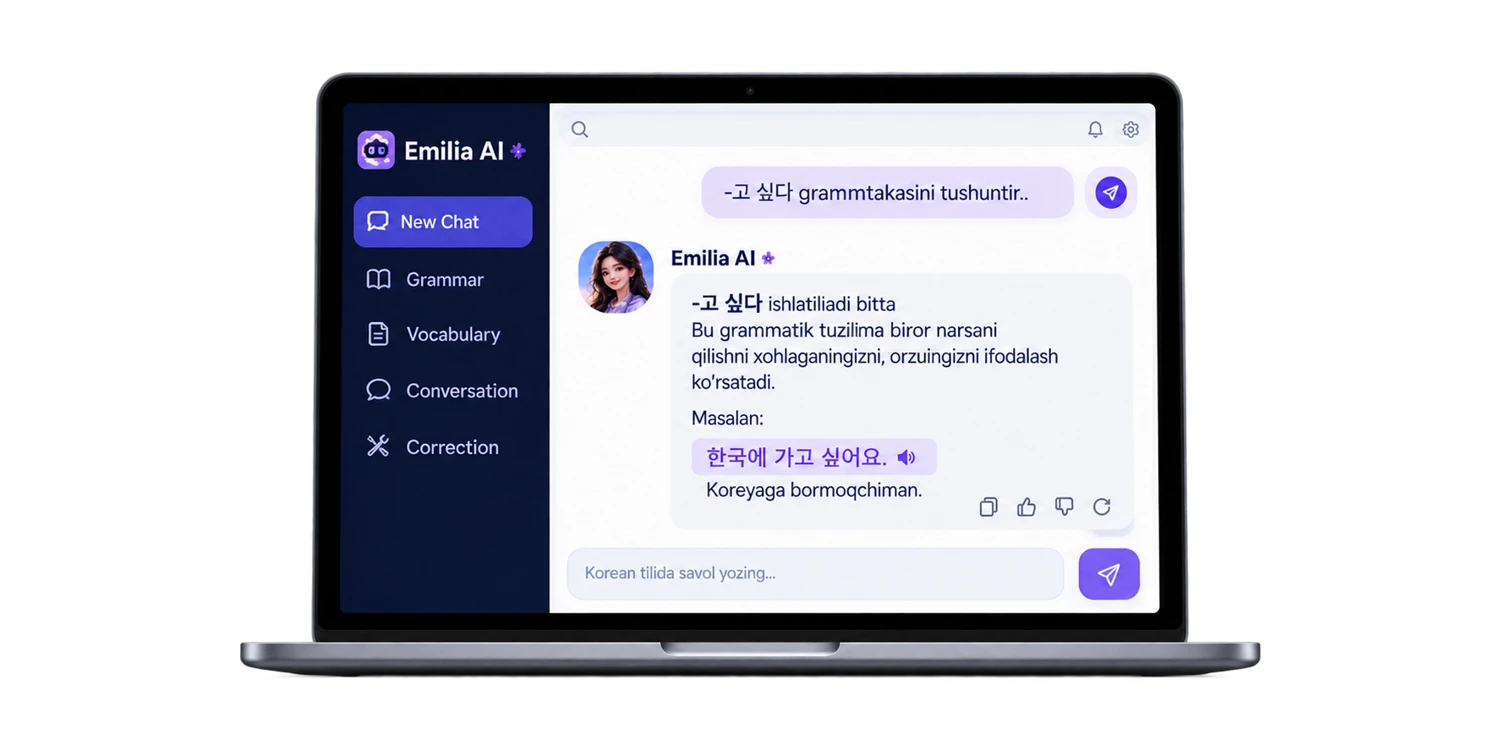 Emilia AI
New Chat
Grammar
Vocabulary
Conversation
Correction
-고 싶다 grammtakasini tushuntir..
Emilia AI
-고 싶다 ishlatiliadi bitta
Bu grammatik tuzilima biror narsani
qilishni xohlaganingizni, orzuingizni ifodalash
ko'rsatadi.
Masalan:
한국에 가고 싶어요.
Koreyaga bormoqchiman.
Korean tilida savol yozing...